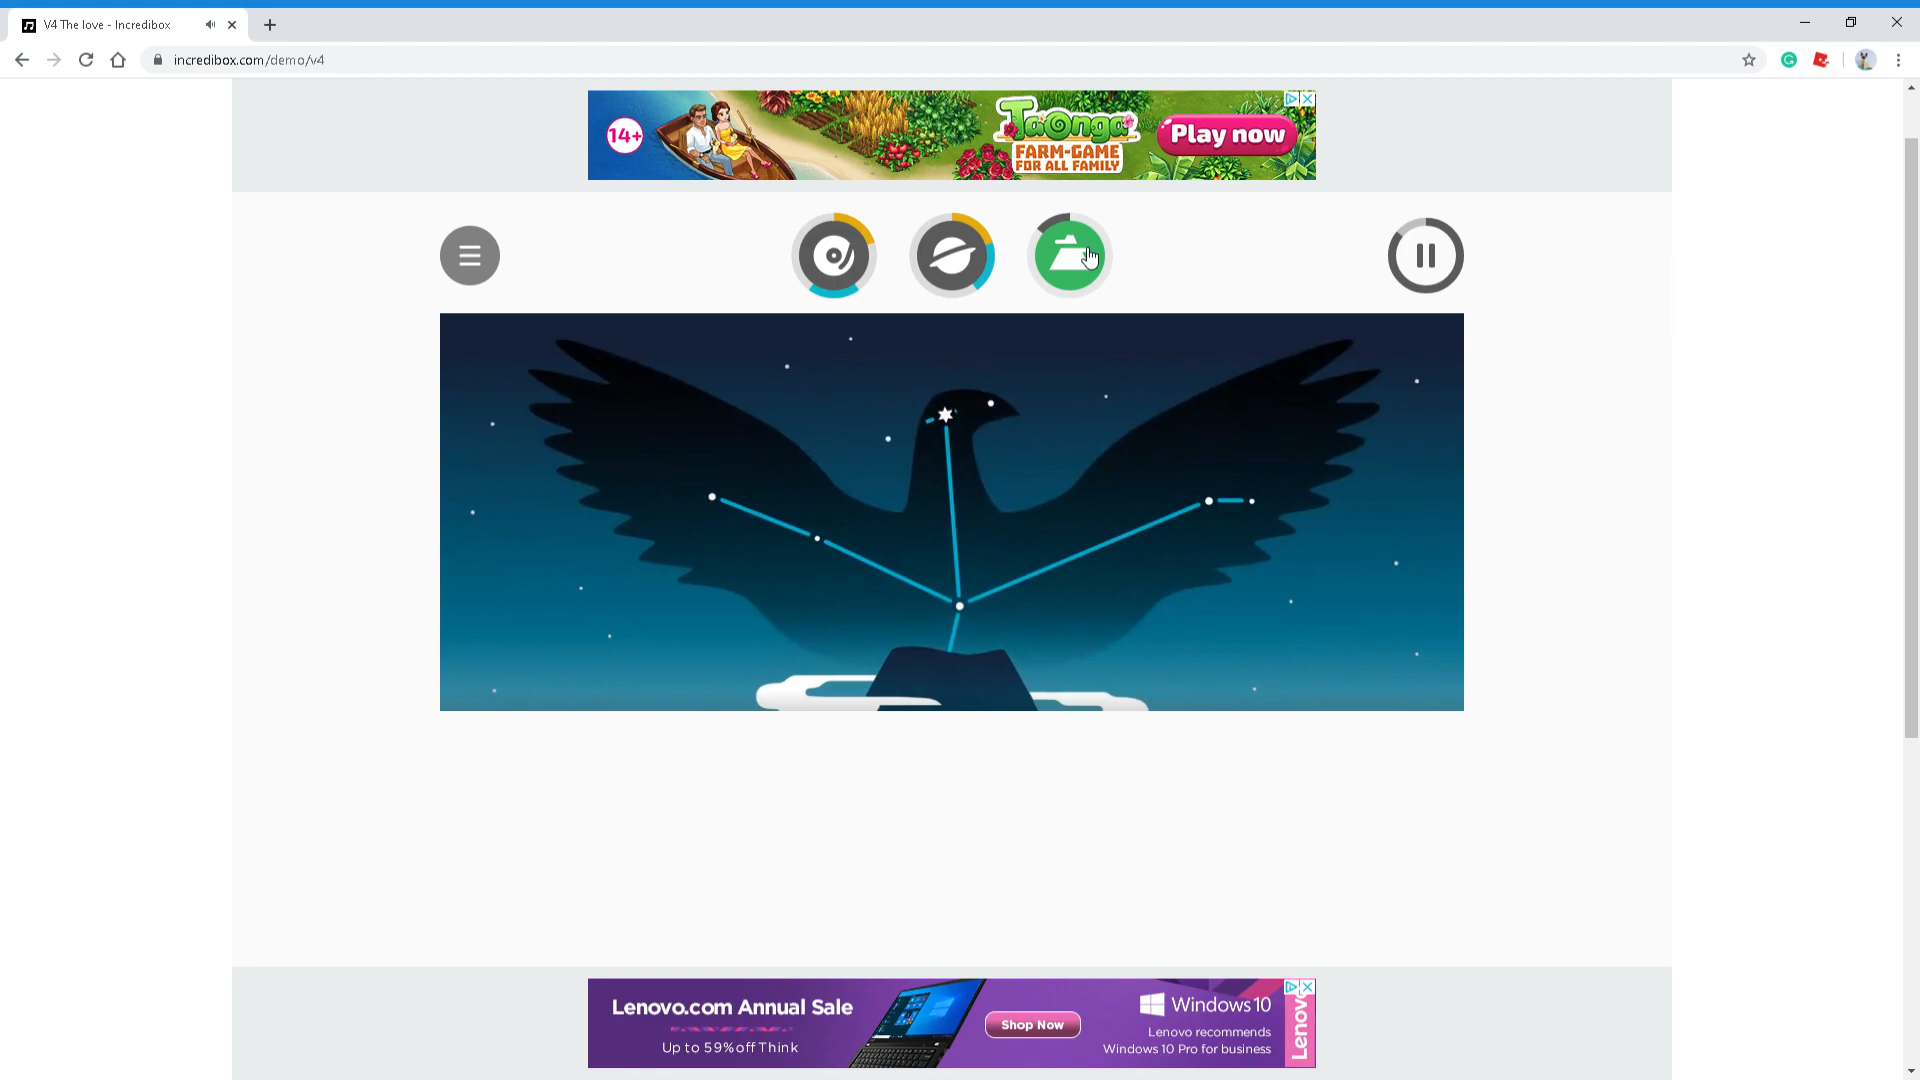 V4 The love - Incredibox
incredibox.com/demo/v4
14+
Taonga
FARM-GAME
FOR ALL FAMILY
Play now
Lenovo.com Annual Sale
Up to 59% off Think
Shop Now
Windows 10
Lenovo recommends
Windows 10 Pro for business
Lenovo